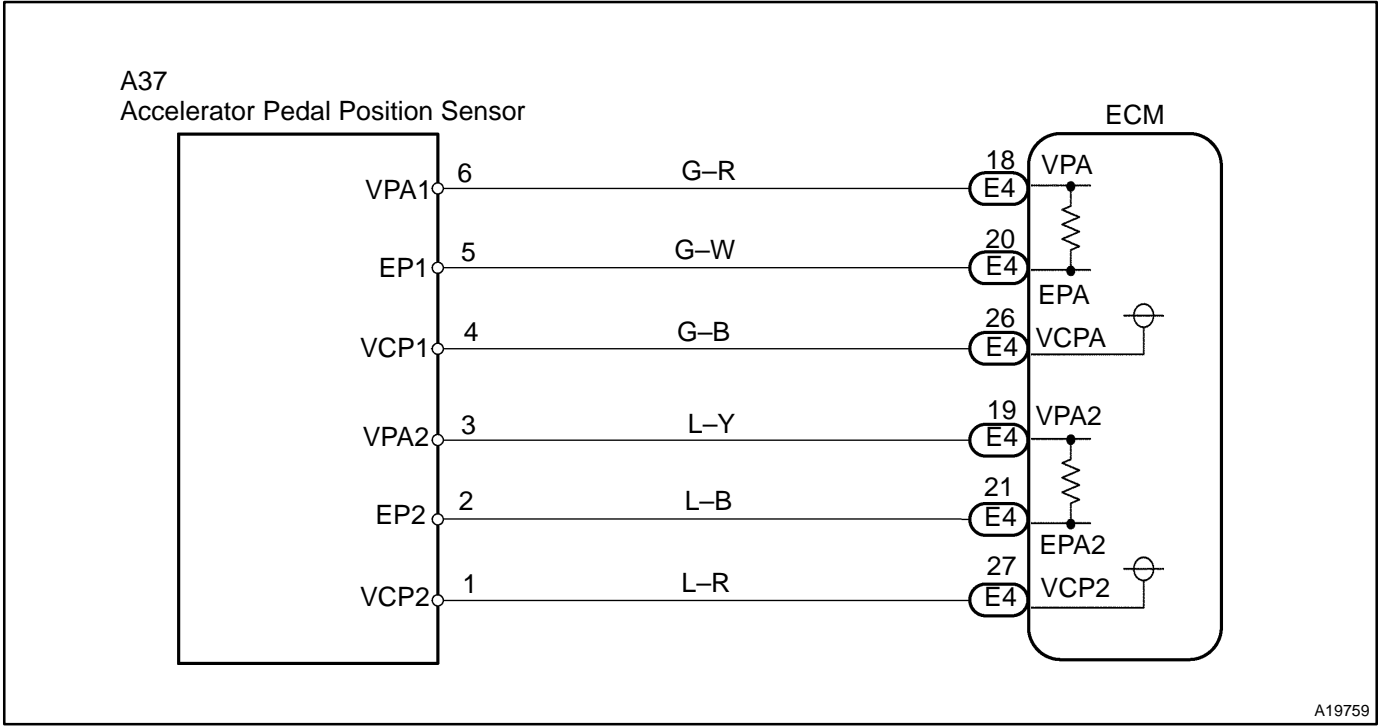 A37
Accelerator Pedal Position Sensor
ECM
VPA1 6 G–R 18 E4 VPA
EP1 5 G–W 20 E4 EPA
VCP1 4 G–B 26 E4 VCPA
VPA2 3 L–Y 19 E4 VPA2
EP2 2 L–B 21 E4 EPA2
VCP2 1 L–R 27 E4 VCP2
A19759